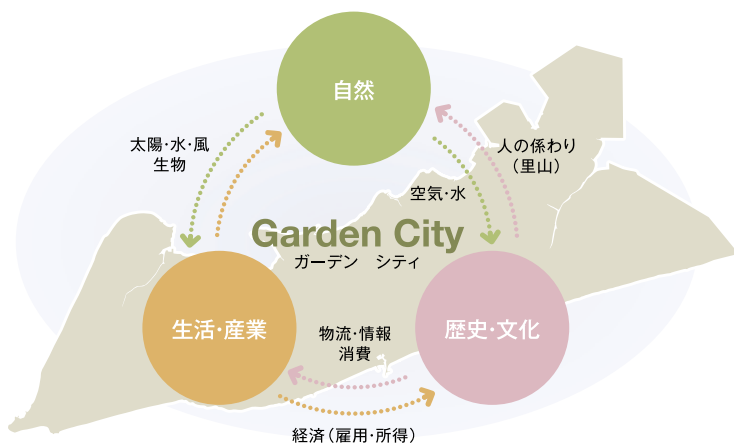 自然
太陽・水・風
生物
人の係わり
（里山）
空気・水
Garden City
ガーデン　シティ
生活・産業
歴史・文化
物流・情報
消費
経済（雇用・所得）